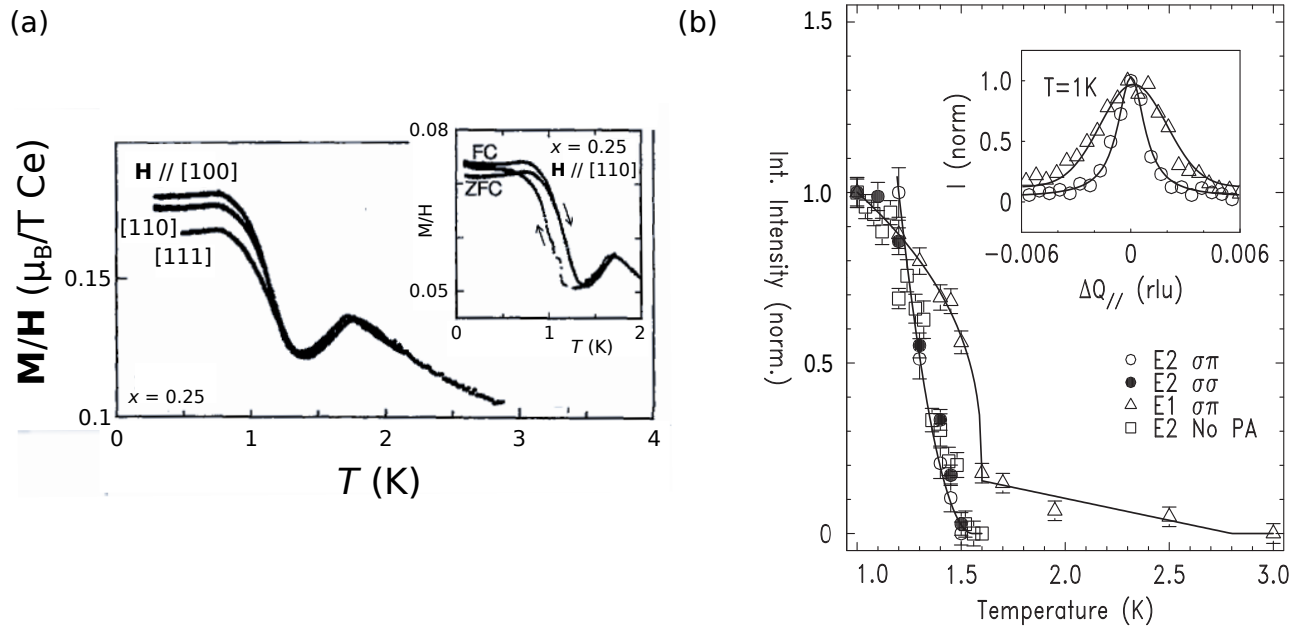 (a)
M/H (μB/T Ce)
H // [100]
[110]
[111]
0.15
0.1
x = 0.25
0 1 2 3 4
T (K)
0.08
0.05
M/H
FC
ZFC
x = 0.25
H // [110]
0 1 2
T (K)
(b)
Int. Intensity (norm.)
1.5
1.0
0.5
0
1.0 1.5 2.0 2.5 3.0
Temperature (K)
I (norm)
1.0
0.5
0
T=1K
−0.006 0 0.006
ΔQ// (rlu)
E2 σπ
E2 σσ
E1 σπ
E2 No PA